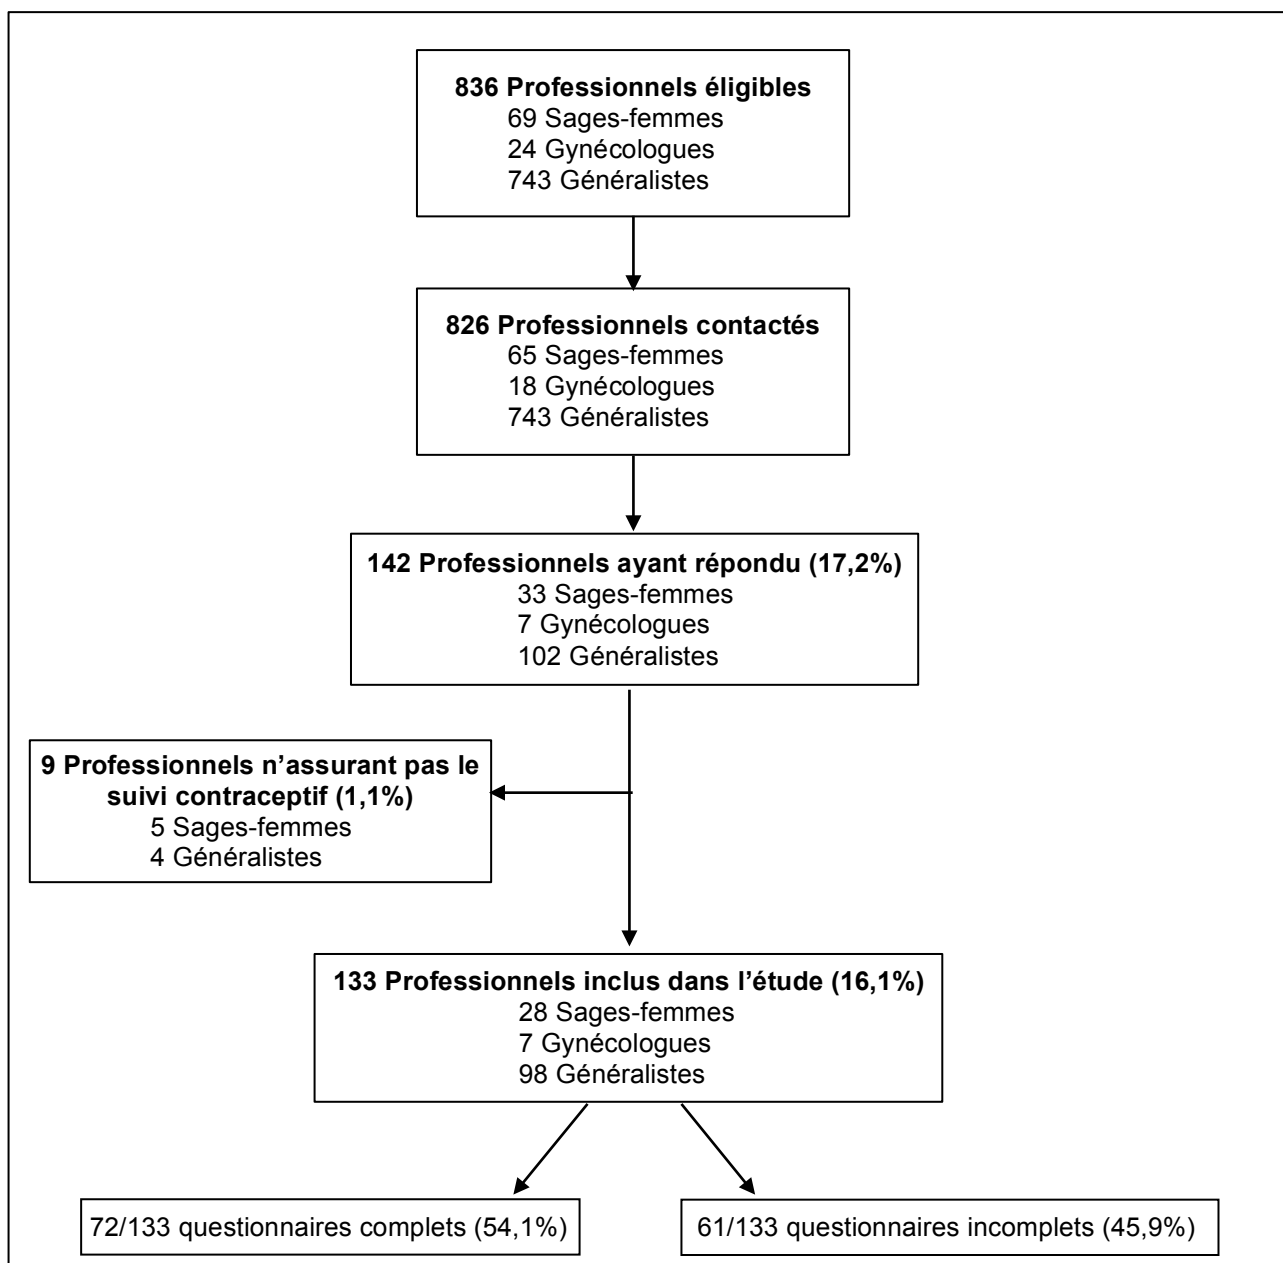 836 Professionnels éligibles
69 Sages-femmes
24 Gynécologues
743 Généralistes
826 Professionnels contactés
65 Sages-femmes
18 Gynécologues
743 Généralistes
142 Professionnels ayant répondu (17,2%)
33 Sages-femmes
7 Gynécologues
102 Généralistes
9 Professionnels n’assurant pas le
suivi contraceptif (1,1%)
5 Sages-femmes
4 Généralistes
133 Professionnels inclus dans l’étude (16,1%)
28 Sages-femmes
7 Gynécologues
98 Généralistes
72/133 questionnaires complets (54,1%)
61/133 questionnaires incomplets (45,9%)